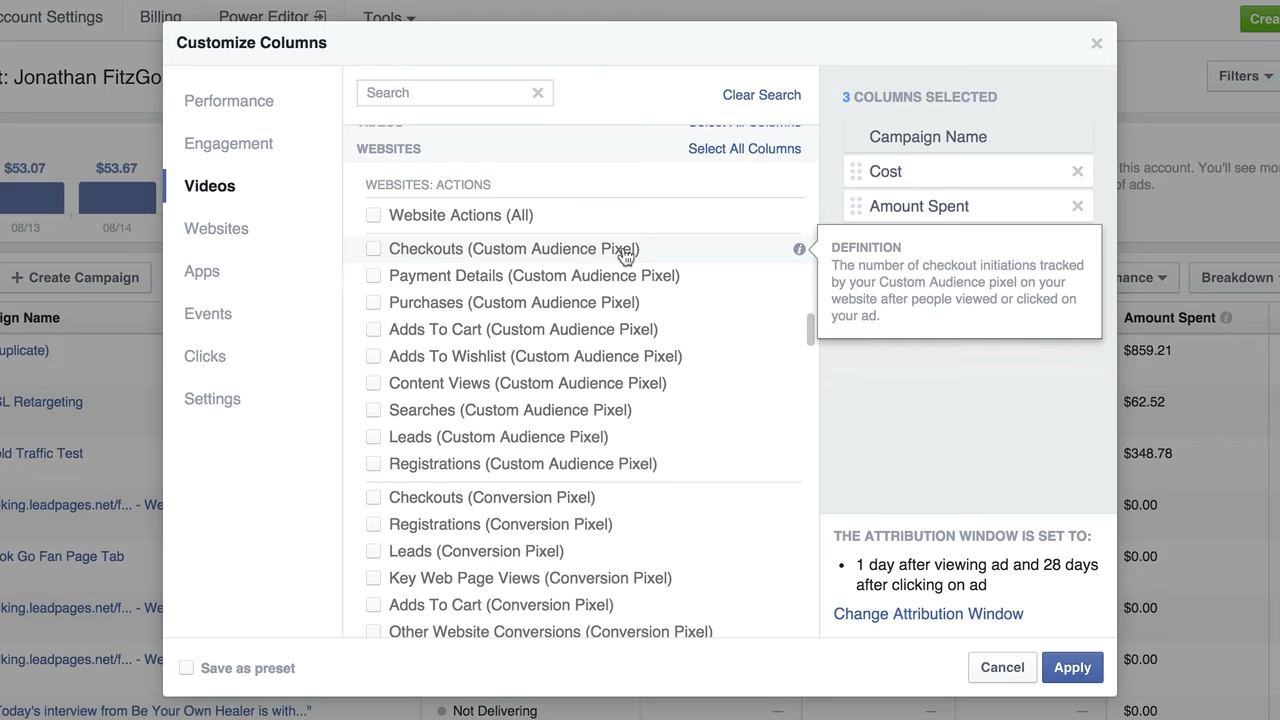 ccount Settings
Billing
Power Editor
Tools
Crea
Customize Columns
t: Jonathan FitzGo
Filters
Performance
Engagement
Videos
Websites
Apps
Events
Clicks
Settings
Search
Clear Search
VIDEOS
Select All Columns
WEBSITES
Select All Columns
WEBSITES: ACTIONS
Website Actions (All)
Checkouts (Custom Audience Pixel)
Payment Details (Custom Audience Pixel)
Purchases (Custom Audience Pixel)
Adds To Cart (Custom Audience Pixel)
Adds To Wishlist (Custom Audience Pixel)
Content Views (Custom Audience Pixel)
Searches (Custom Audience Pixel)
Leads (Custom Audience Pixel)
Registrations (Custom Audience Pixel)
Checkouts (Conversion Pixel)
Registrations (Conversion Pixel)
Leads (Conversion Pixel)
Key Web Page Views (Conversion Pixel)
Adds To Cart (Conversion Pixel)
Other Website Conversions (Conversion Pixel)
3 COLUMNS SELECTED
Campaign Name
Cost
Amount Spent
DEFINITION
The number of checkout initiations tracked
by your Custom Audience pixel on your
website after people viewed or clicked on
your ad.
THE ATTRIBUTION WINDOW IS SET TO:
• 1 day after viewing ad and 28 days
after clicking on ad
Change Attribution Window
Save as preset
Cancel
Apply
$53.07
$53.67
08/13
08/14
this account. You'll see mo
of ads.
+ Create Campaign
mance
Breakdown
ign Name
Amount Spent
uplicate)
$859.21
SL Retargeting
$62.52
old Traffic Test
$348.78
king.leadpages.net/f... - We
$0.00
ok Go Fan Page Tab
$0.00
lking.leadpages.net/f... - We
$0.00
lking.leadpages.net/f... - We
$0.00
Today's interview from Be Your Own Healer is with..."
Not Delivering
—
—
—
$0.00